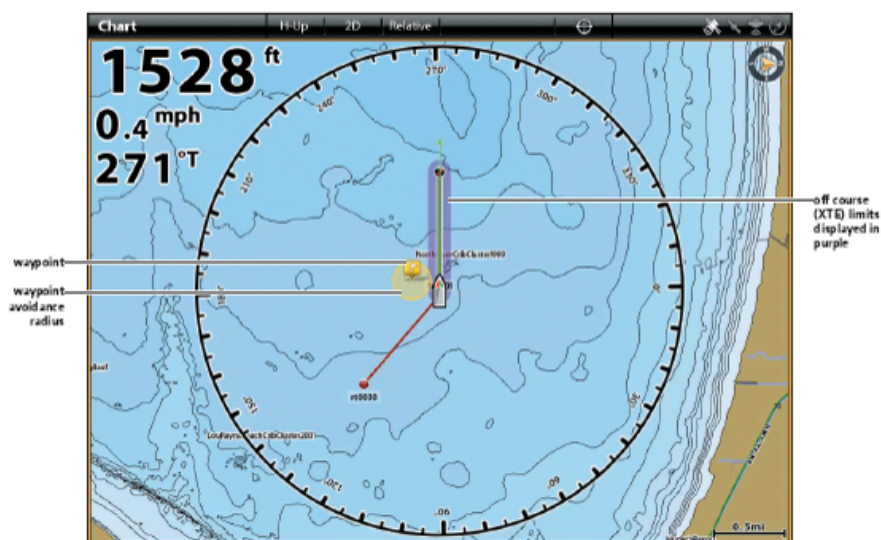 Chart
H-Up
2D
Relative
1528 ft
0.4 mph
271°T
270°
240°
300°
210°
330°
off course
(XTE) limits
displayed in
purple
waypoint
waypoint
avoidance
radius
180°
0°
rt0030
150°
30°
120°
60°
90°
0.5mi